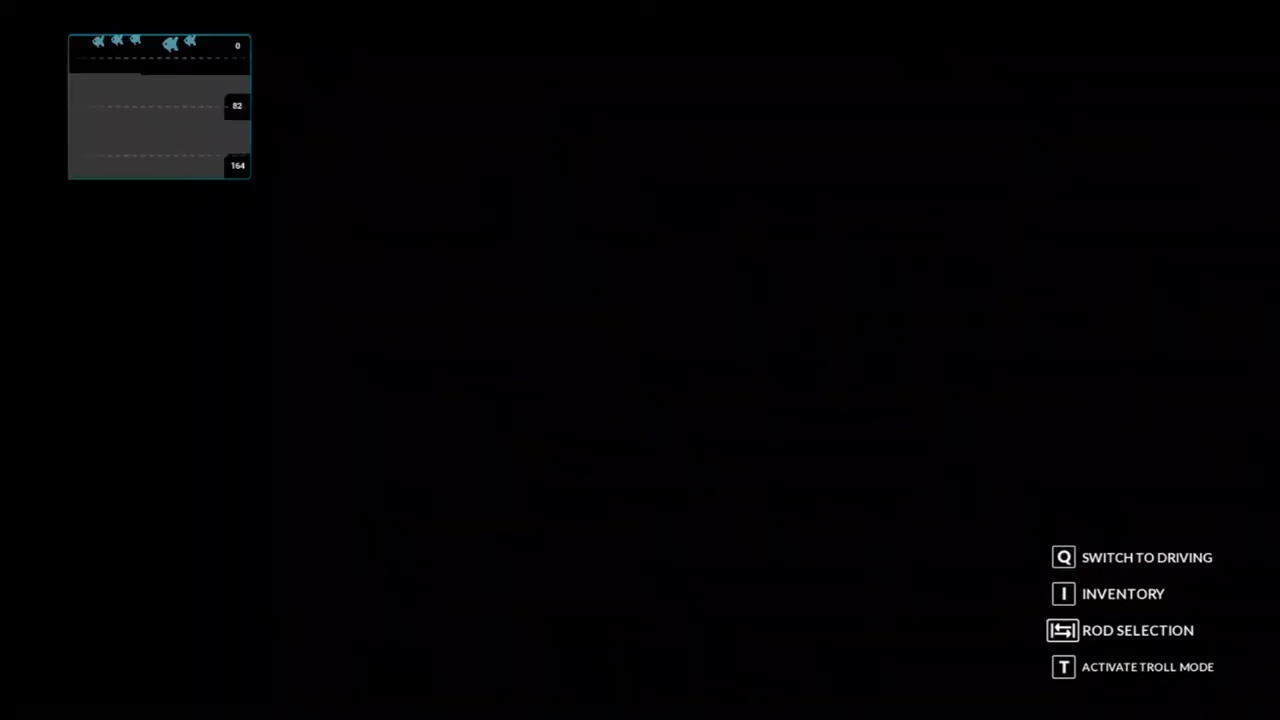 0
82
164
Q SWITCH TO DRIVING
I INVENTORY
ROD SELECTION
T ACTIVATE TROLL MODE